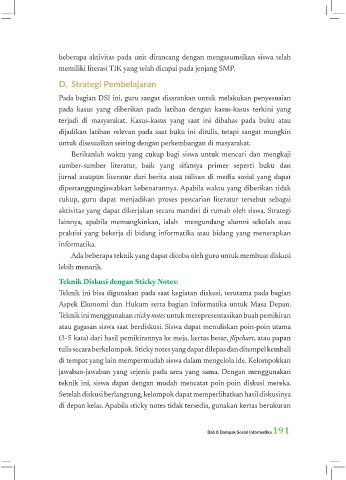 beberapa aktivitas pada unit dirancang dengan mengasumsikan siswa telah
memiliki literasi TIK yang telah dicapai pada jenjang SMP.
D. Strategi Pembelajaran
Pada bagian DSI ini, guru sangat disarankan untuk melakukan penyesuaian
pada kasus yang diberikan pada latihan dengan kasus-kasus terkini yang
terjadi di masyarakat. Kasus-kasus yang saat ini dibahas pada buku atau
dijadikan latihan relevan pada saat buku ini ditulis, tetapi sangat mungkin
untuk disesuaikan seiring dengan perkembangan di masyarakat.
Berikanlah waktu yang cukup bagi siswa untuk mencari dan mengkaji
sumber-sumber literatur, baik yang sifatnya primer seperti buku dan
jurnal ataupun literatur dari berita atau tulisan di media sosial yang dapat
dipertanggungjawabkan kebenarannya. Apabila waktu yang diberikan tidak
cukup, guru dapat menjadikan proses pencarian literatur tersebut sebagai
aktivitas yang dapat dikerjakan secara mandiri di rumah oleh siswa. Strategi
lainnya, apabila memungkinkan, ialah mengundang alumni sekolah atau
praktisi yang bekerja di bidang informatika atau bidang yang menerapkan
informatika.
Ada beberapa teknik yang dapat dicoba oleh guru untuk membuat diskusi
lebih menarik.
Teknik Diskusi dengan Sticky Notes:
Teknik ini bisa digunakan pada saat kegiatan diskusi, terutama pada bagian
Aspek Ekonomi dan Hukum serta bagian Informatika untuk Masa Depan.
Teknik ini menggunakan sticky notes untuk merepresentasikan buah pemikiran
atau gagasan siswa saat berdiskusi. Siswa dapat menuliskan poin-poin utama
(3-5 kata) dari hasil pemikirannya ke meja, kertas besar, flipchart, atau papan
tulis secara berkelompok. Sticky notes yang dapat dilepas dan ditempel kembali
di tempat yang lain mempermudah siswa dalam mengelola ide. Kelompokkan
jawaban-jawaban yang sejenis pada area yang sama. Dengan menggunakan
teknik ini, siswa dapat dengan mudah mencatat poin-poin diskusi mereka.
Setelah diskusi berlangsung, kelompok dapat memperlihatkan hasil diskusinya
di depan kelas. Apabila sticky notes tidak tersedia, gunakan kertas berukuran
Bab 8 Dampak Sosial Informatika 191